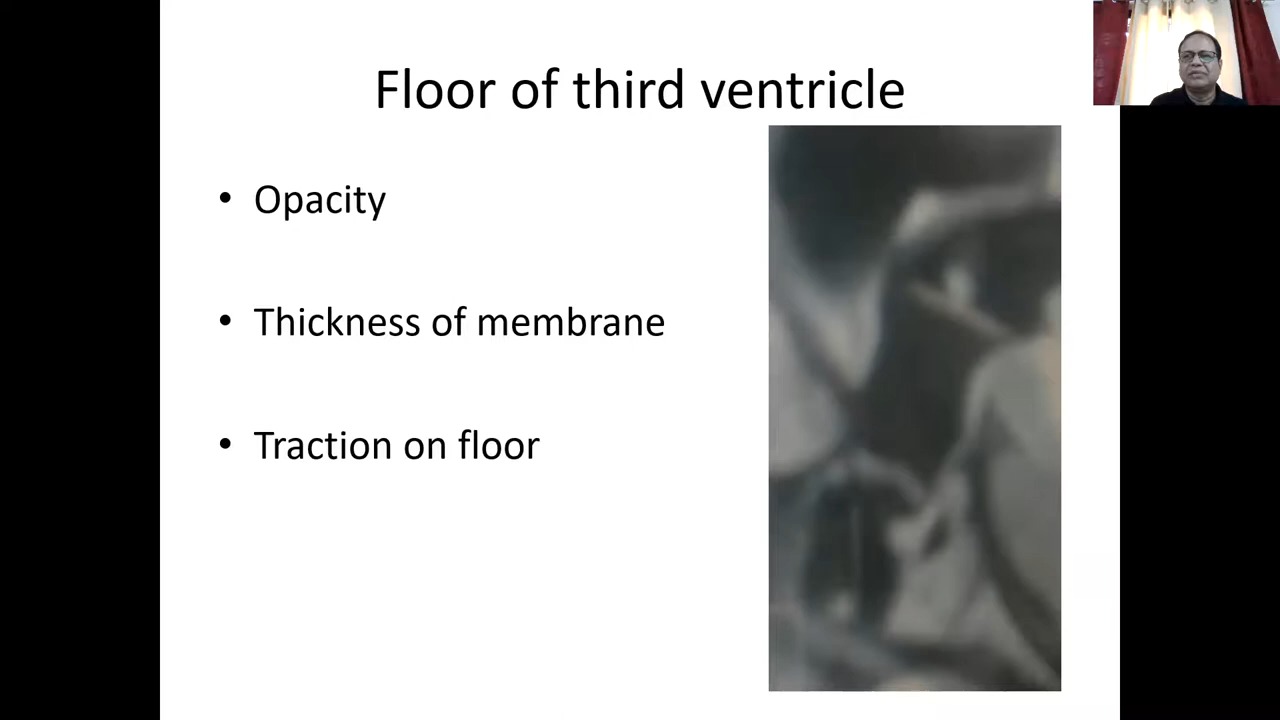 Floor of third ventricle
• Opacity
• Thickness of membrane
• Traction on floor